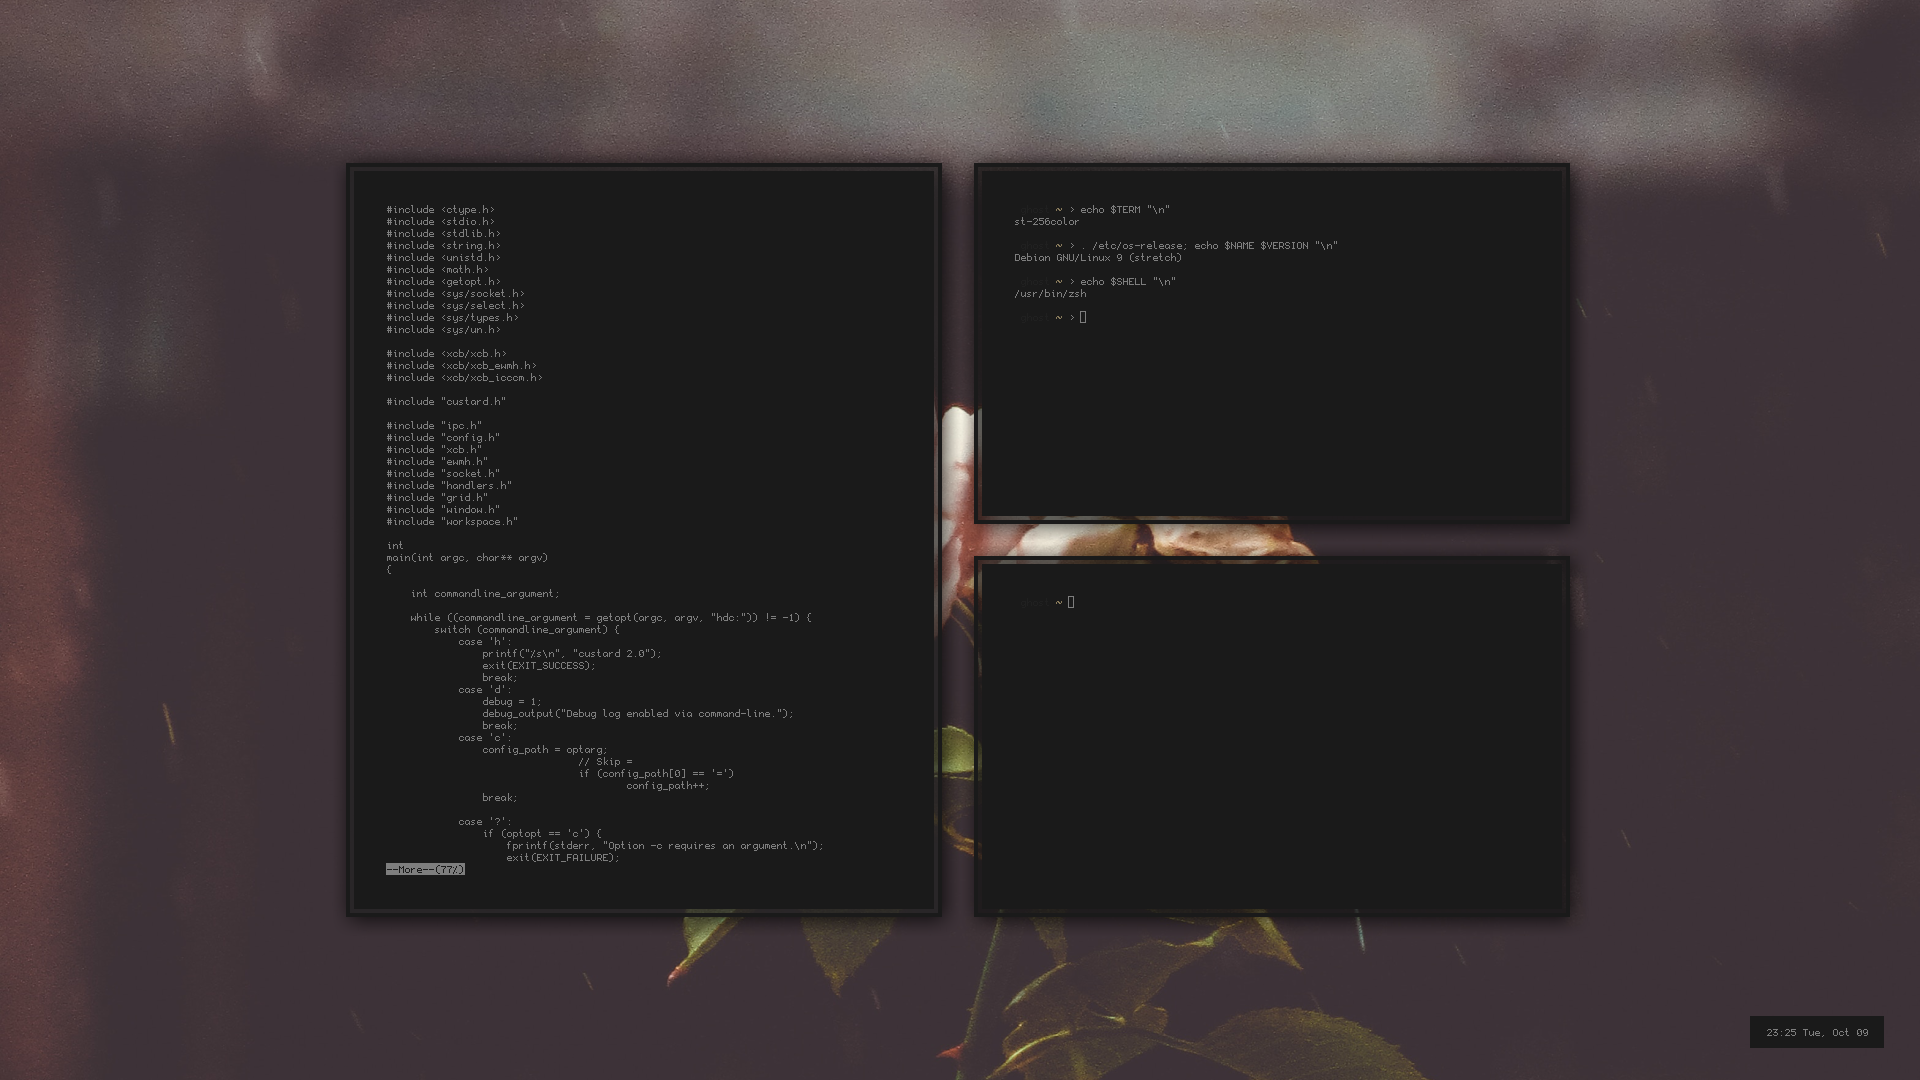 #include <ctype.h>
#include <stdio.h>
#include <stdlib.h>
#include <string.h>
#include <unistd.h>
#include <math.h>
#include <getopt.h>
#include <sys/socket.h>
#include <sys/select.h>
#include <sys/types.h>
#include <sys/un.h>
#include <xcb/xcb.h>
#include <xcb/xcb_ewmh.h>
#include <xcb/xcb_icccm.h>
#include "custard.h"
#include "ipc.h"
#include "config.h"
#include "xcb.h"
#include "ewmh.h"
#include "socket.h"
#include "handlers.h"
#include "grid.h"
#include "window.h"
#include "workspace.h"
int
main(int argc, char** argv)
{
int commandline_argument;
while ((commandline_argument = getopt(argc, argv, "hdc:")) != -1) {
switch (commandline_argument) {
case 'h':
printf("%s\n", "custard 2.0");
exit(EXIT_SUCCESS);
break;
case 'd':
debug = 1;
debug_output("Debug log enabled via command-line.");
break;
case 'c':
config_path = optarg;
// Skip =
if (config_path[0] == '=')
config_path++;
break;
case '?':
if (optopt == 'c') {
fprintf(stderr, "Option -c requires an argument.\n");
exit(EXIT_FAILURE);
--More--(77%)
~ > echo $TERM "\n"
st-256color
~ > . /etc/os-release; echo $NAME $VERSION "\n"
Debian GNU/Linux 9 (stretch)
~ > echo $SHELL "\n"
/usr/bin/zsh
~ >
~
23:25 Tue, Oct 09